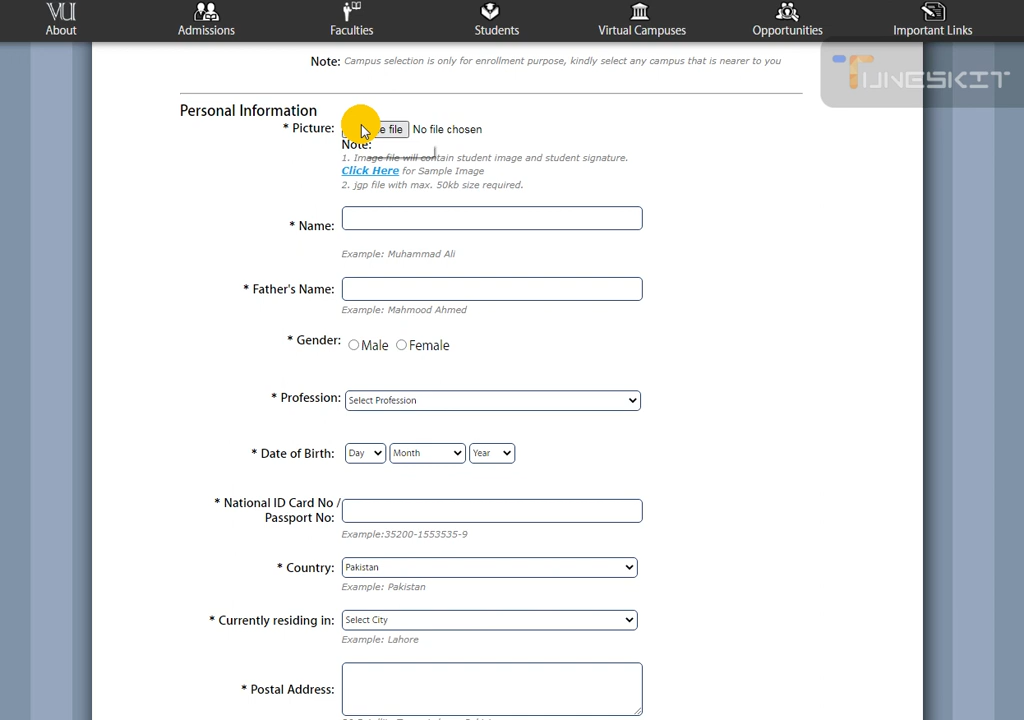 VU
About
Admissions
Faculties
Students
Virtual Campuses
Opportunities
Important Links
TUNESKIT
Note: Campus selection is only for enrollment purpose, kindly select any campus that is nearer to you
Personal Information
* Picture: e file No file chosen
Note:
1. Image file will contain student image and student signature.
Click Here for Sample Image
2. jgp file with max. 50kb size required.
* Name:
Example: Muhammad Ali
* Father's Name:
Example: Mahmood Ahmed
* Gender: Male Female
* Profession: Select Profession
* Date of Birth: Day Month Year
* National ID Card No /
Passport No:
Example:35200-1553535-9
* Country: Pakistan
Example: Pakistan
* Currently residing in: Select City
Example: Lahore
* Postal Address: